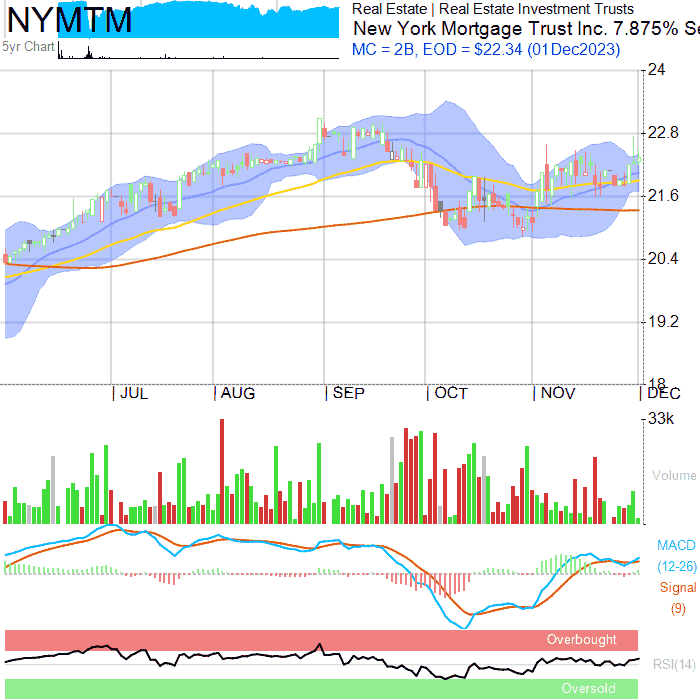 NYMTM
Real Estate | Real Estate Investment Trusts
New York Mortgage Trust Inc. 7.875% Se
5yr Chart
MC = 2B, EOD = $22.34 (01Dec2023)
24
22.8
21.6
20.4
19.2
18
JUL AUG SEP OCT NOV DEC
33k
Volume
MACD
(12-26)
Signal
(9)
Overbought
RSI(14)
Oversold